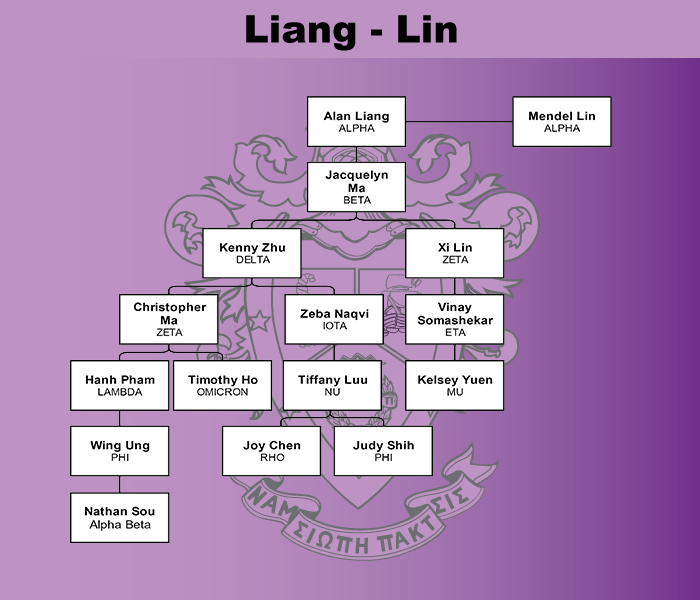 Liang - Lin
Alan Liang
ALPHA
Mendel Lin
ALPHA
Jacquelyn
Ma
BETA
Kenny Zhu
DELTA
Xi Lin
ZETA
Christopher
Ma
ZETA
Zeba Naqvi
IOTA
Vinay
Somashekar
ETA
Hanh Pham
LAMBDA
Timothy Ho
OMICRON
Tiffany Luu
NU
Kelsey Yuen
MU
Wing Ung
PHI
Joy Chen
RHO
Judy Shih
PHI
Nathan Sou
Alpha Beta
ΣΙΩΠΗ